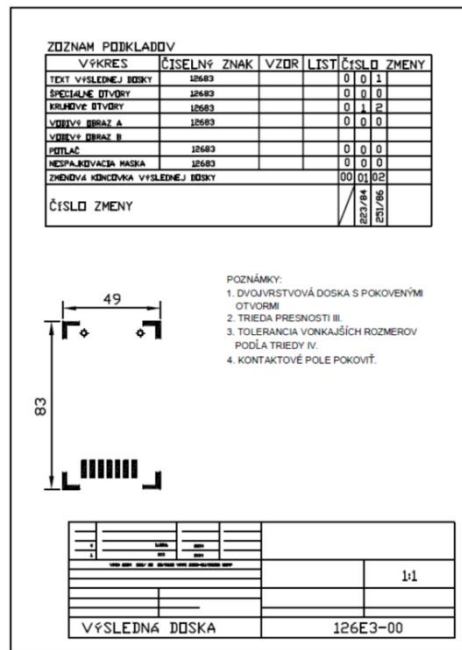 ZOZNAM PODKLADOV
VÝKRES ČISELNÝ ZNAK VZOR LIST ČÍSLO ZMENY
TEXT VÝSLEDNEJ DOSKY 12683 0 0 1
ŠPECIÁLNE OTVORY 12683 0 0 0
KRUHOVÉ OTVORY 12683 0 1 2
VODIVÝ OBRAZ A 12683 0 0 0
VODIVÝ OBRAZ B
POTLAČ 12683 0 0 0
NESPAJKOVACIA MASKA 12683 0 0 0
ZMENOVÁ KONCOVKA VÝSLEDNEJ DOSKY 00 01 02
ČÍSLO ZMENY 223/84 251/86
POZNÁMKY:
1. DVOJVRSTVOVÁ DOSKA S POKOVENÝMI
OTVORMI
2. TRIEDA PRESNOSTI III.
3. TOLERANCIA VONKAJŠÍCH ROZMEROV
PODĹA TRIEDY IV.
4. KONTAKTOVÉ POLE POKOVIŤ.
49
83
1:1
VÝSLEDNÁ DOSKA 126E3-00